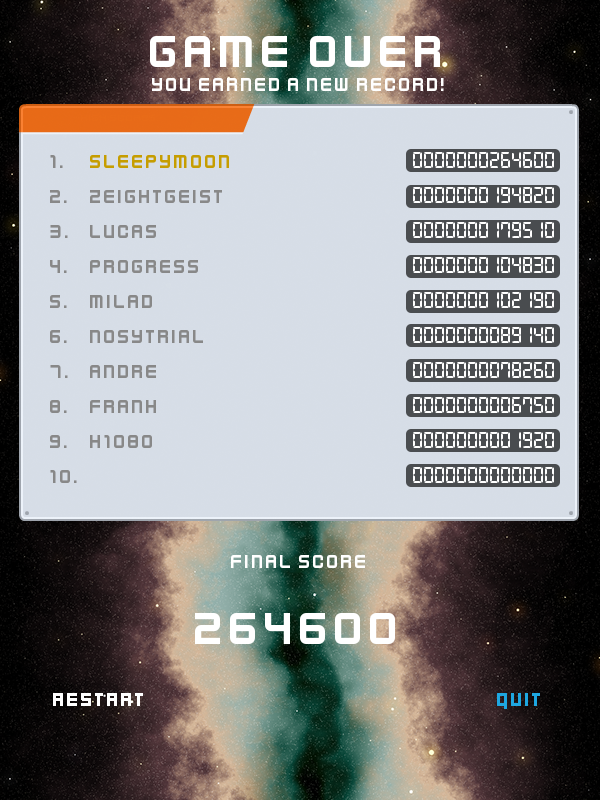 GAME OVER
YOU EARNED A NEW RECORD!
1. SLEEPYMOON 0000000264600
2. ZEIGHTGEIST 0000000194820
3. LUCAS 0000000179510
4. PROGRESS 0000000104830
5. MILAD 0000000102190
6. NOSYTRIAL 0000000089140
7. ANDRE 0000000078260
8. FRANH 0000000006750
9. H1080 0000000001920
10. 0000000000000
FINAL SCORE
264600
RESTART QUIT